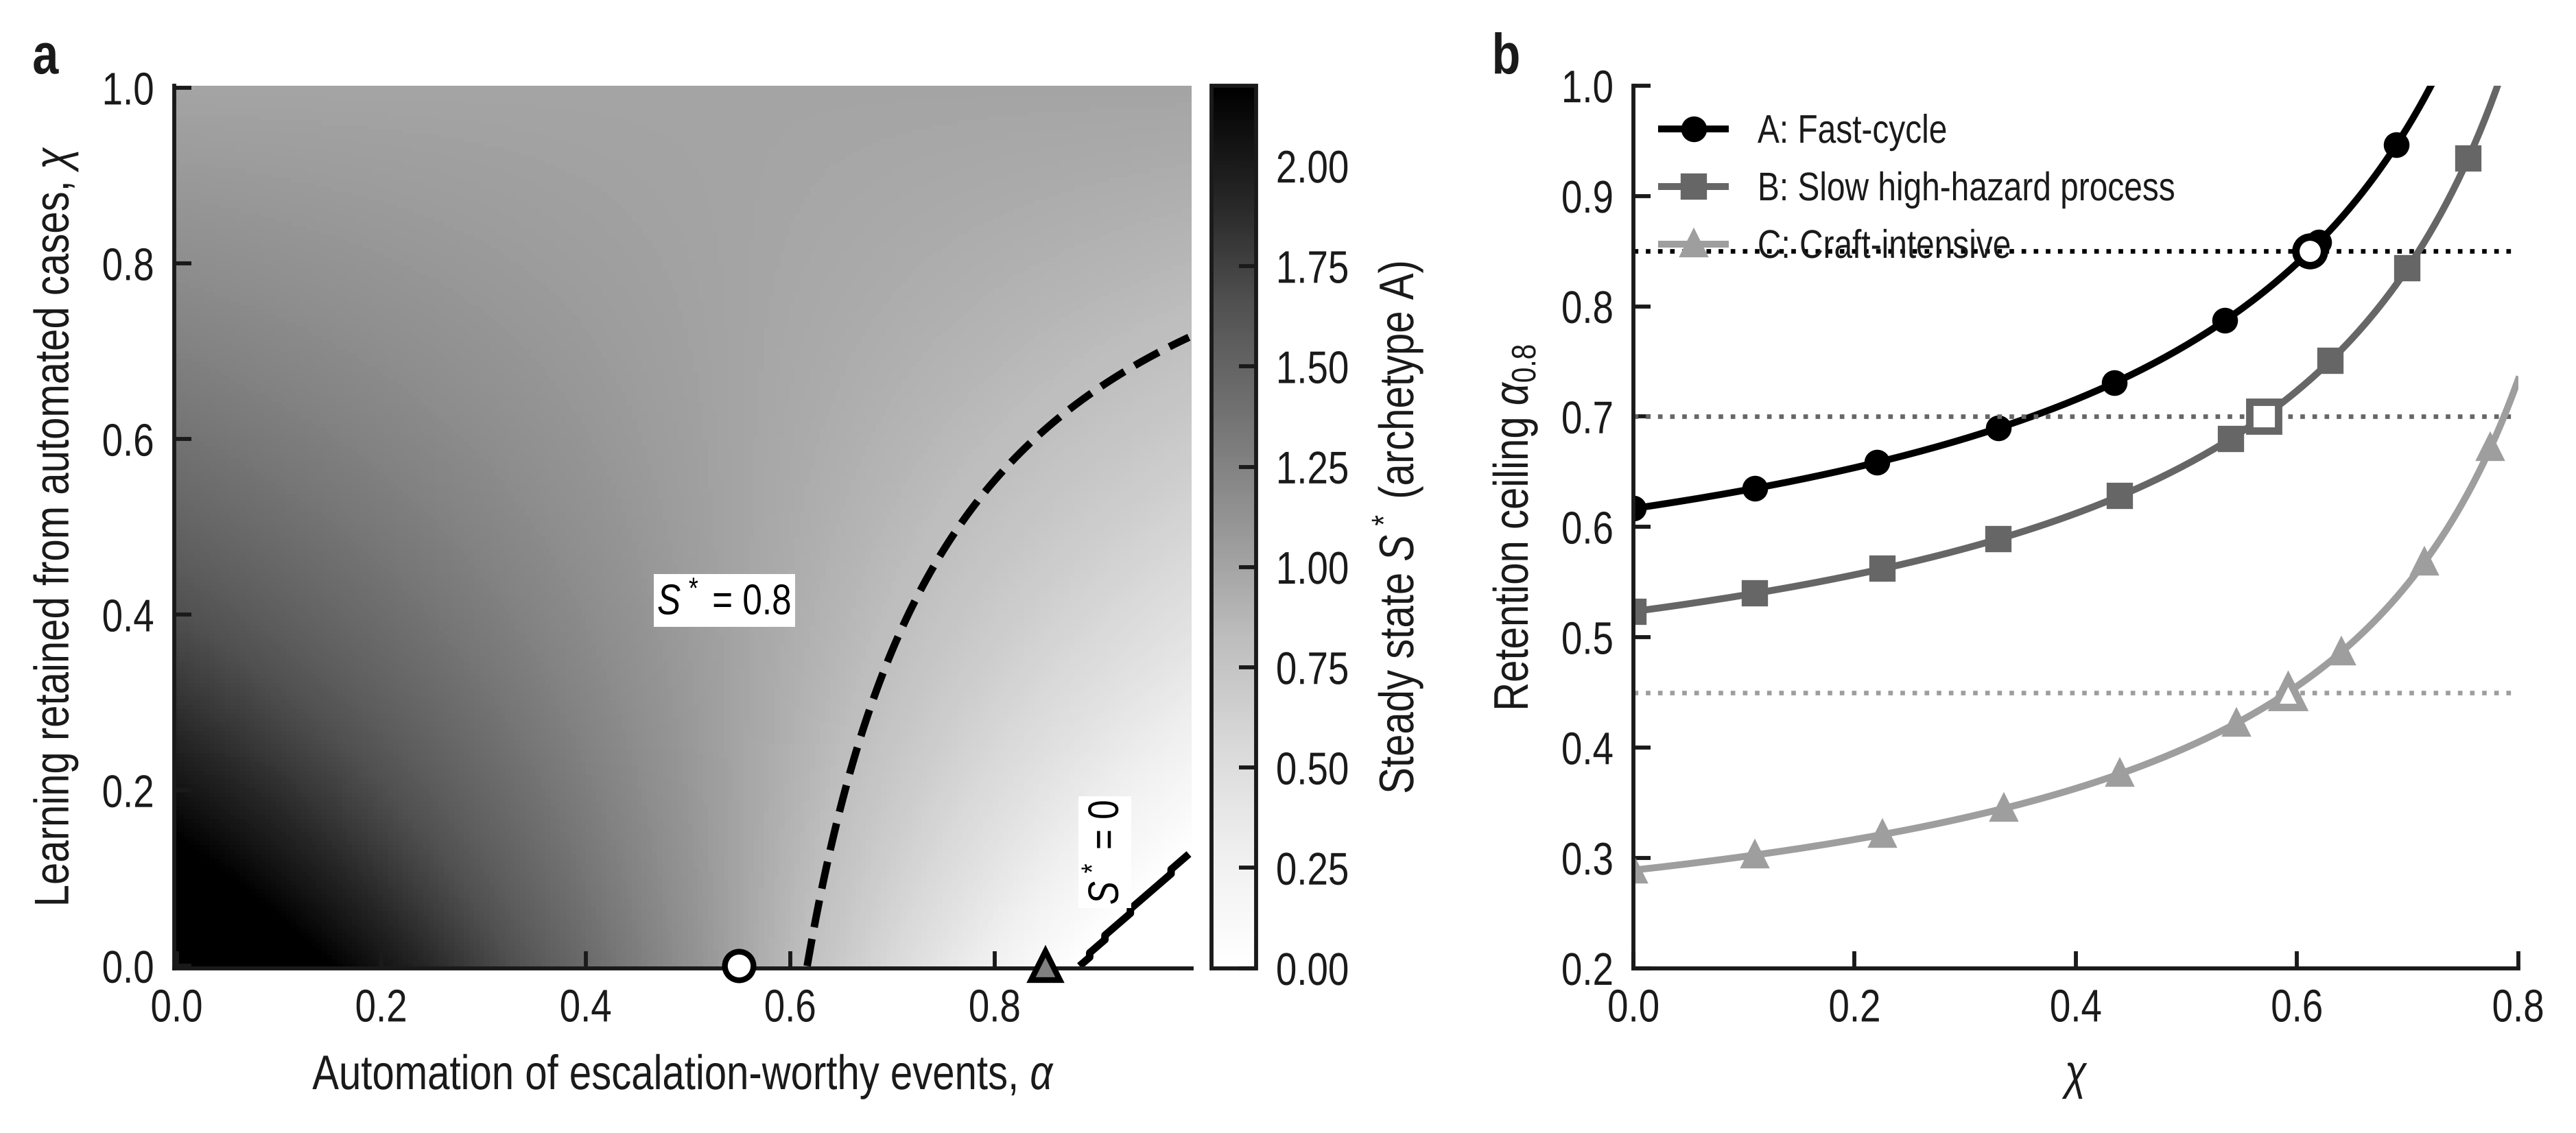 a
Learning retained from automated cases, χ
1.0
0.8
0.6
0.4
0.2
0.0
0.0
0.2
0.4
0.6
0.8
Automation of escalation-worthy events, α
S* = 0.8
S* = 0
2.00
1.75
1.50
1.25
1.00
0.75
0.50
0.25
0.00
Steady state S* (archetype A)
b
Retention ceiling α0.8
1.0
0.9
0.8
0.7
0.6
0.5
0.4
0.3
0.2
A: Fast-cycle
B: Slow high-hazard process
C: Craft-intensive
0.0
0.2
0.4
0.6
0.8
χ